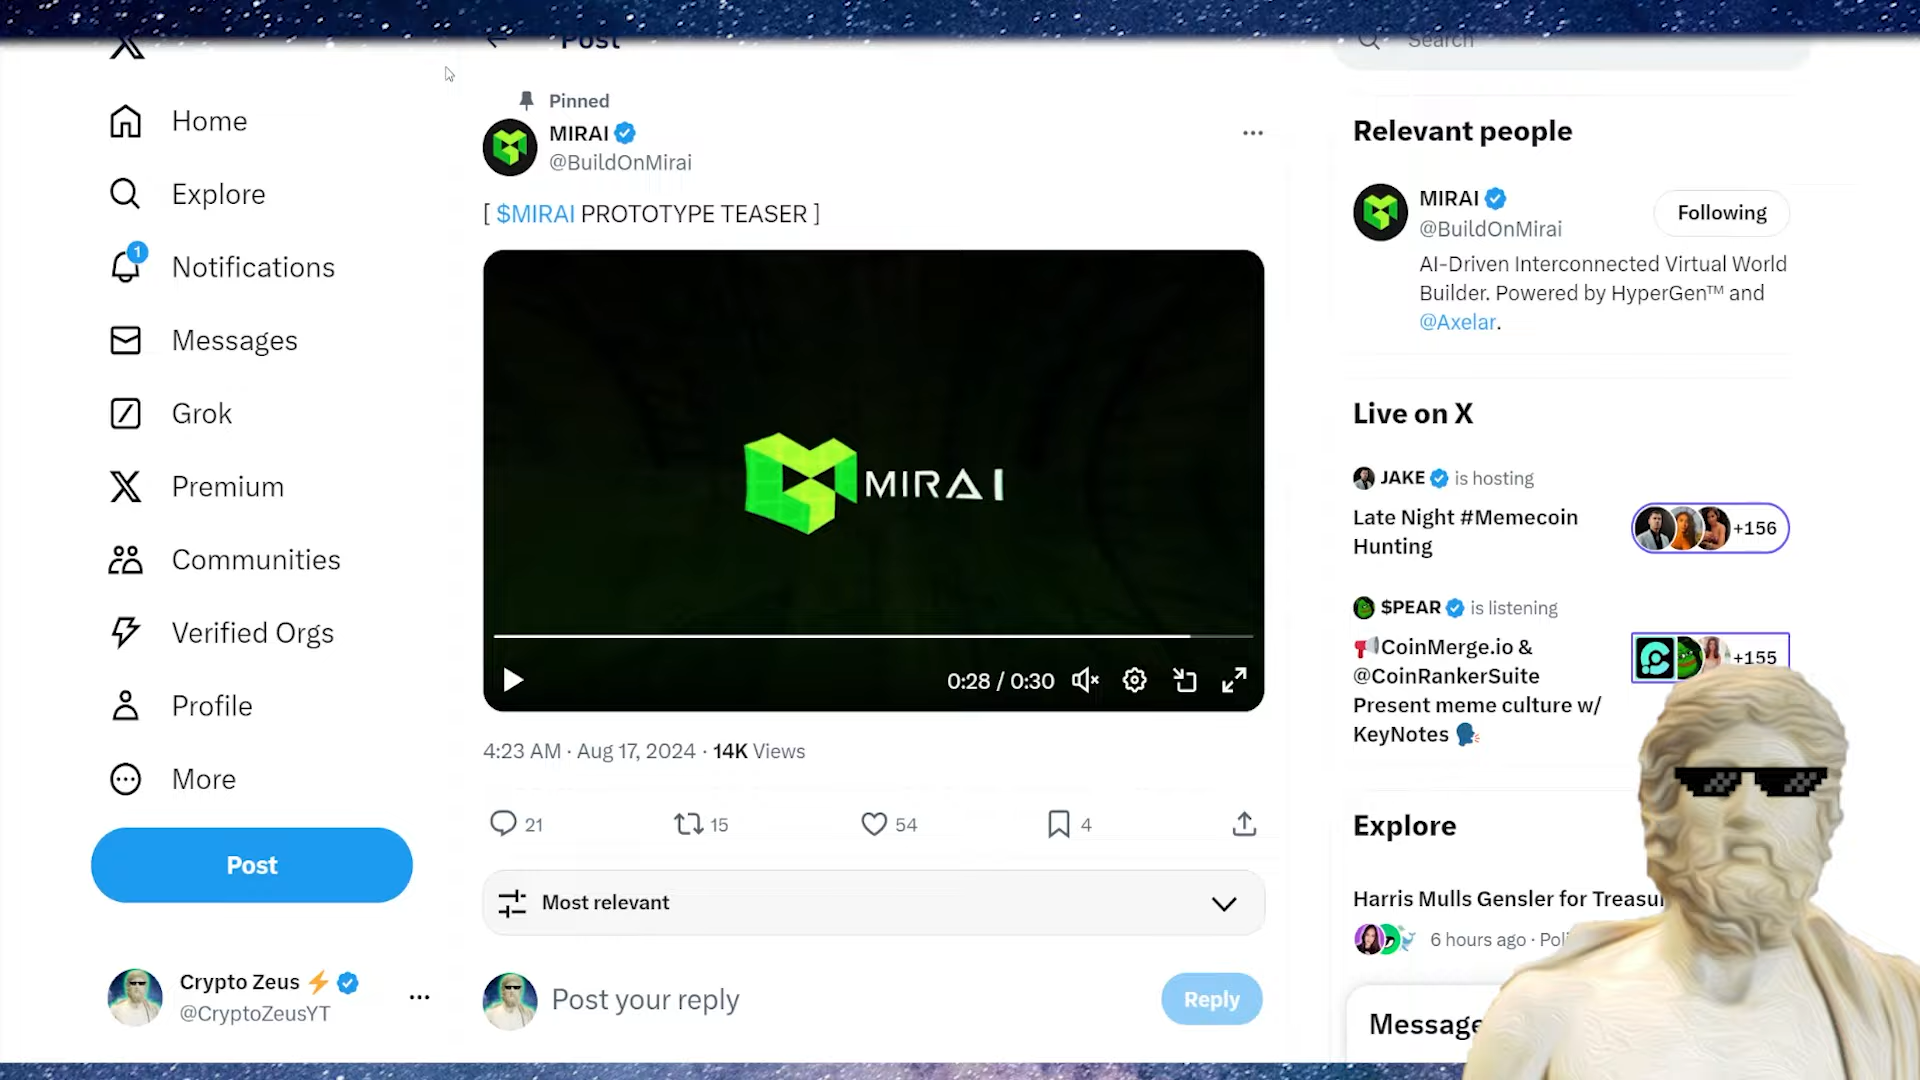 Post
Search
Home
Explore
1
Notifications
Messages
Grok
Premium
Communities
Verified Orgs
Profile
More
Post
Crypto Zeus
@CryptoZeusYT
Pinned
MIRAI
@BuildOnMirai
[ $MIRAI PROTOTYPE TEASER ]
MIRAI
0:28 / 0:30
4:23 AM · Aug 17, 2024 · 14K Views
21
15
54
4
Most relevant
Post your reply
Reply
Relevant people
MIRAI
@BuildOnMirai
Following
AI-Driven Interconnected Virtual World
Builder. Powered by HyperGen™ and
@Axelar.
Live on X
JAKE is hosting
Late Night #Memecoin
Hunting
+156
$PEAR is listening
CoinMerge.io &
@CoinRankerSuite
Present meme culture w/
KeyNotes
+155
Explore
Harris Mulls Gensler for Treasu
6 hours ago · Poli
Message